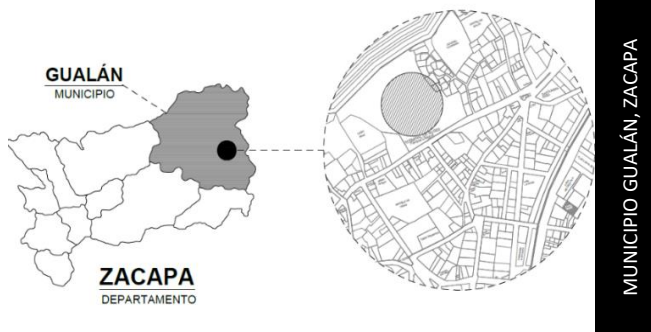 GUALÁN
MUNICIPIO
ZACAPA
DEPARTAMENTO
MUNICIPIO GUALÁN, ZACAPA